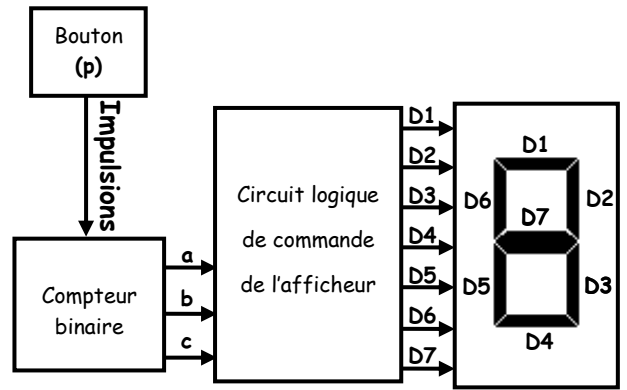 Bouton
(p)
Impulsions
Compteur
binaire
a
b
c
Circuit logique
de commande
de l'afficheur
D1
D2
D3
D4
D5
D6
D7
D1
D6
D2
D7
D5
D3
D4